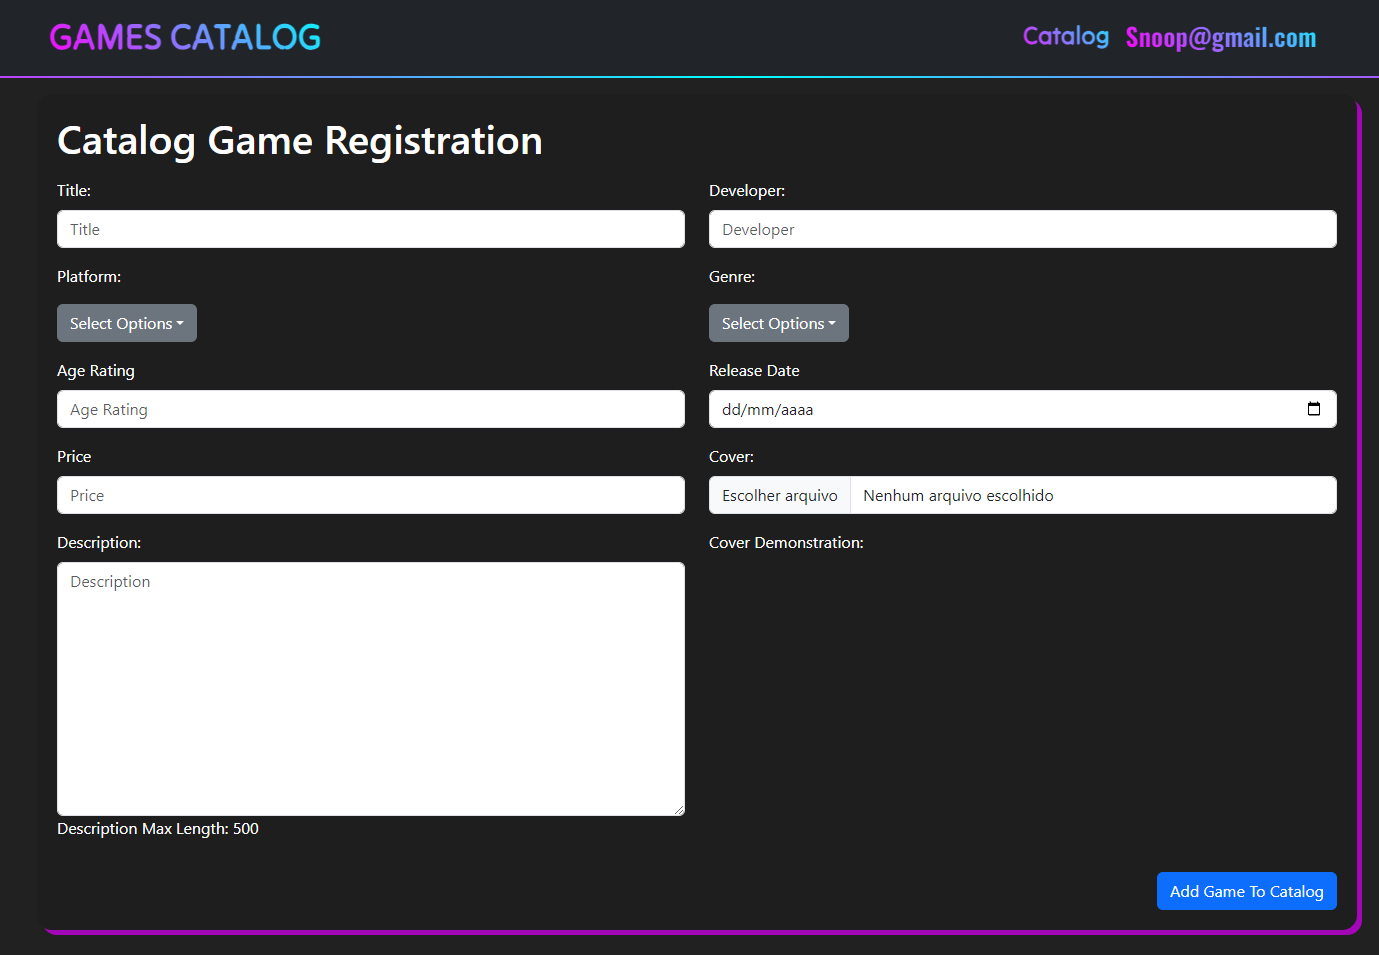 GAMES CATALOG
Catalog Snoop@gmail.com
Catalog Game Registration
Title:
Developer:
Title
Developer
Platform:
Genre:
Select Options
Select Options
Age Rating
Release Date
Age Rating
dd/mm/aaaa
Price
Cover:
Price
Escolher arquivo Nenhum arquivo escolhido
Description:
Cover Demonstration:
Description
Description Max Length: 500
Add Game To Catalog